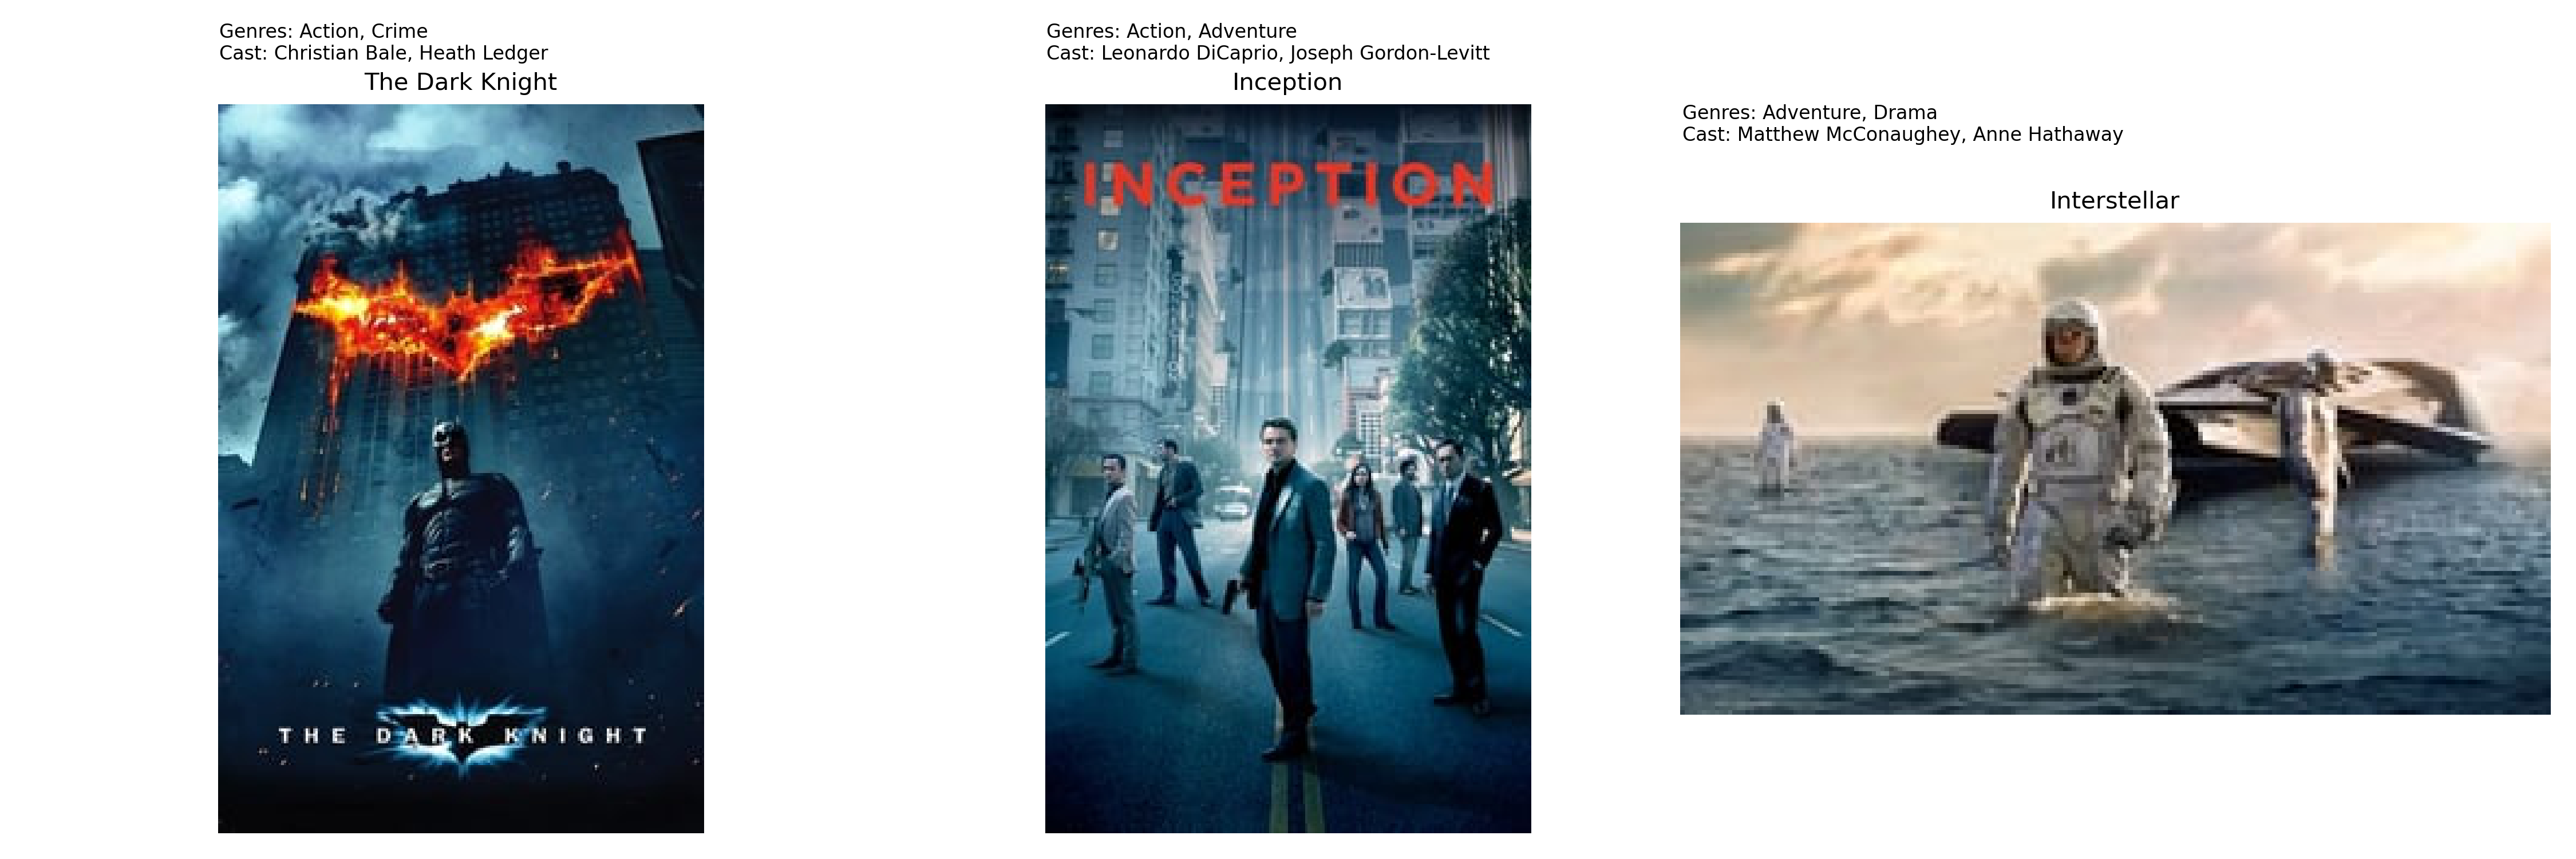 Genres: Action, Crime
Cast: Christian Bale, Heath Ledger
The Dark Knight
THE DARK KNIGHT
Genres: Action, Adventure
Cast: Leonardo DiCaprio, Joseph Gordon-Levitt
Inception
INCEPTION
Genres: Adventure, Drama
Cast: Matthew McConaughey, Anne Hathaway
Interstellar